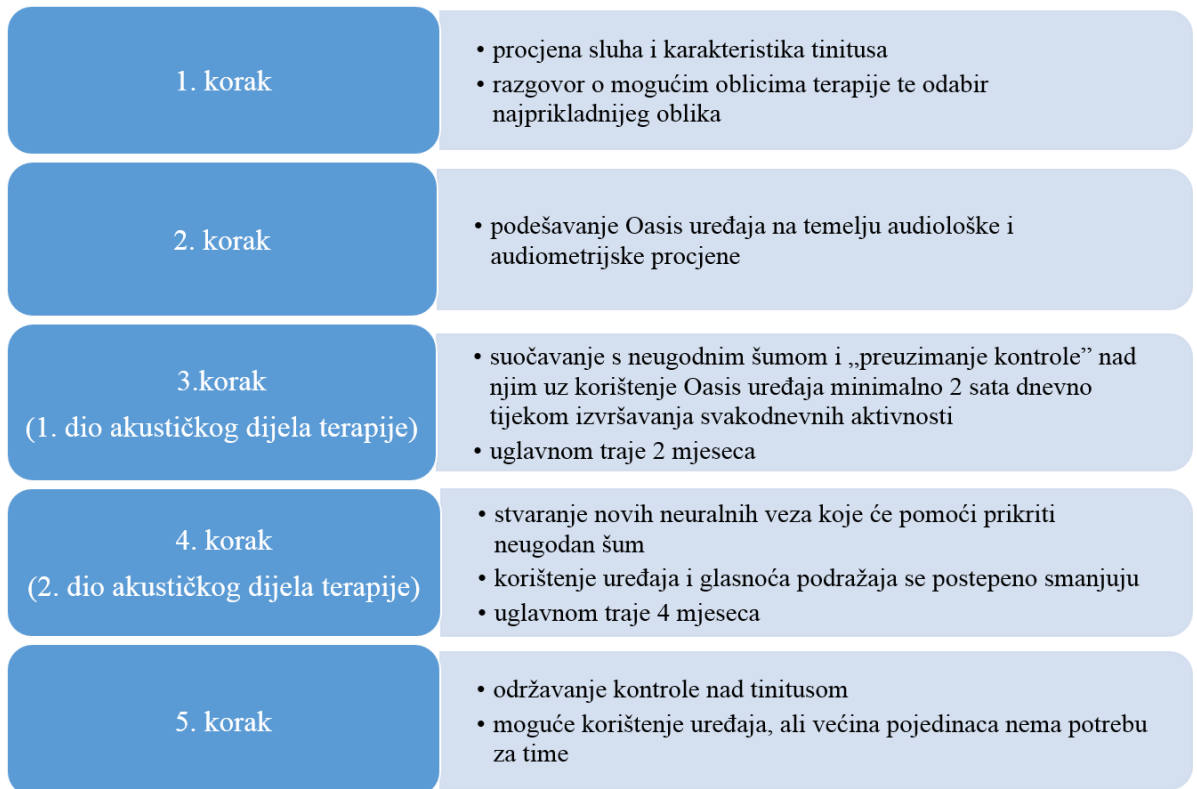 1. korak
• procjena sluha i karakteristika tinitusa
• razgovor o mogućim oblicima terapije te odabir
najprikladnijeg oblika
2. korak
• podešavanje Oasis uređaja na temelju audiološke i
audiometrijske procjene
3.korak
(1. dio akustičkog dijela terapije)
• suočavanje s neugodnim šumom i „preuzimanje kontrole” nad
njim uz korištenje Oasis uređaja minimalno 2 sata dnevno
tijekom izvršavanja svakodnevnih aktivnosti
• uglavnom traje 2 mjeseca
4. korak
(2. dio akustičkog dijela terapije)
• stvaranje novih neuralnih veza koje će pomoći prikriti
neugodan šum
• korištenje uređaja i glasnoća podražaja se postepeno smanjuju
• uglavnom traje 4 mjeseca
5. korak
• održavanje kontrole nad tinitusom
• moguće korištenje uređaja, ali većina pojedinaca nema potrebu
za time